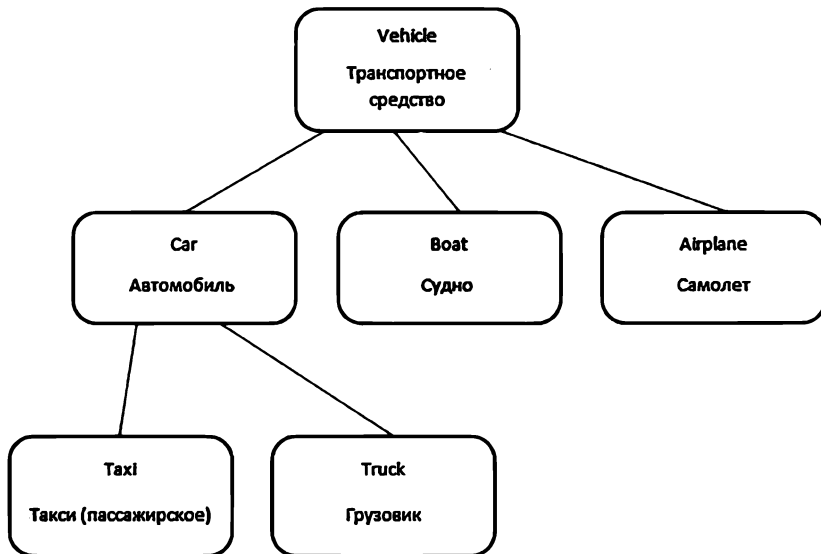 Vehicle
Транспортное
средство
Car
Автомобиль
Boat
Судно
Airplane
Самолет
Taxi
Такси (пассажирское)
Truck
Грузовик